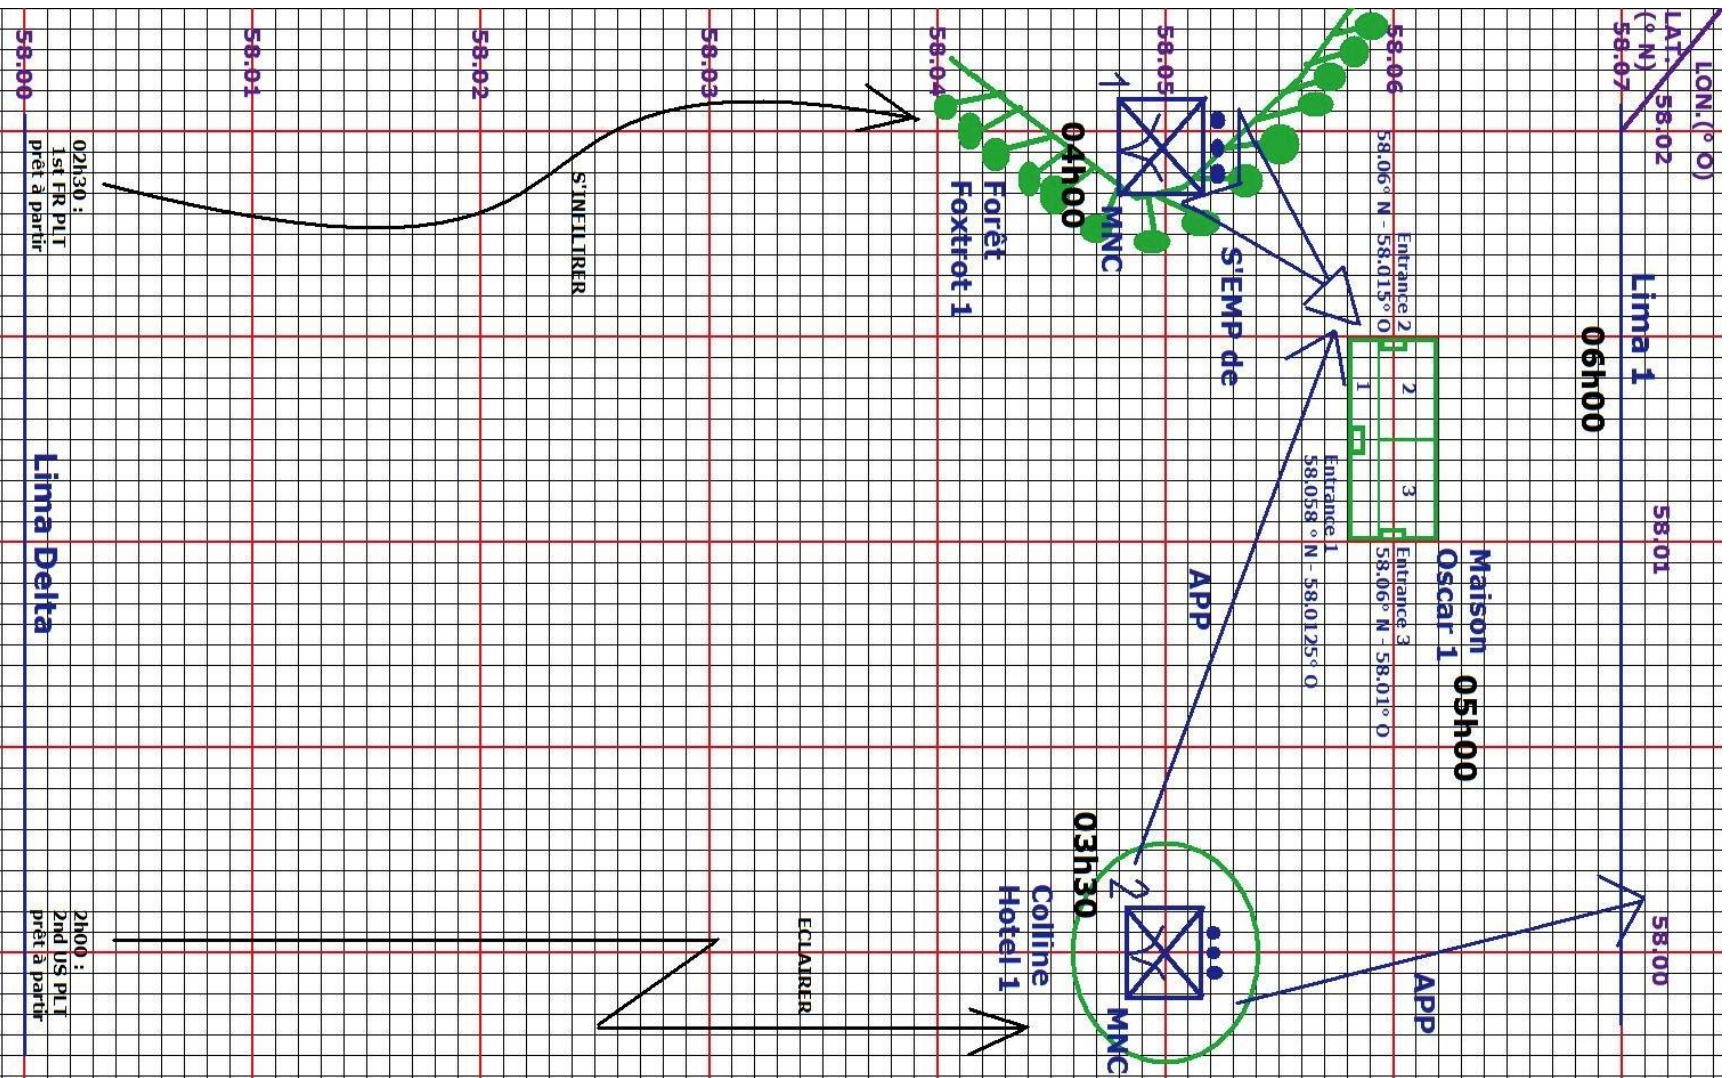 LON.(° O)
LAT.
(° N)
58.02
58.01
58.00
58.07
58.06
58.05
58.04
58.03
58.02
58.01
58.00
Lima 1
06h00
Entrance 2
58.06° N - 58.015° O
2
1
3
Maison
Oscar 1
05h00
Entrance 3
58.06° N - 58.01° O
Entrance 1
58.058 ° N - 58.0125° O
S'EMP de
APP
APP
1
MNC
04h00
Forêt
Foxtrot 1
2
MNC
03h30
Colline
Hotel 1
S'INFILTRER
ECLAIRER
02h30 :
1st FR PLT
prêt à partir
2h00 :
2nd US PLT
prêt à partir
Lima Delta